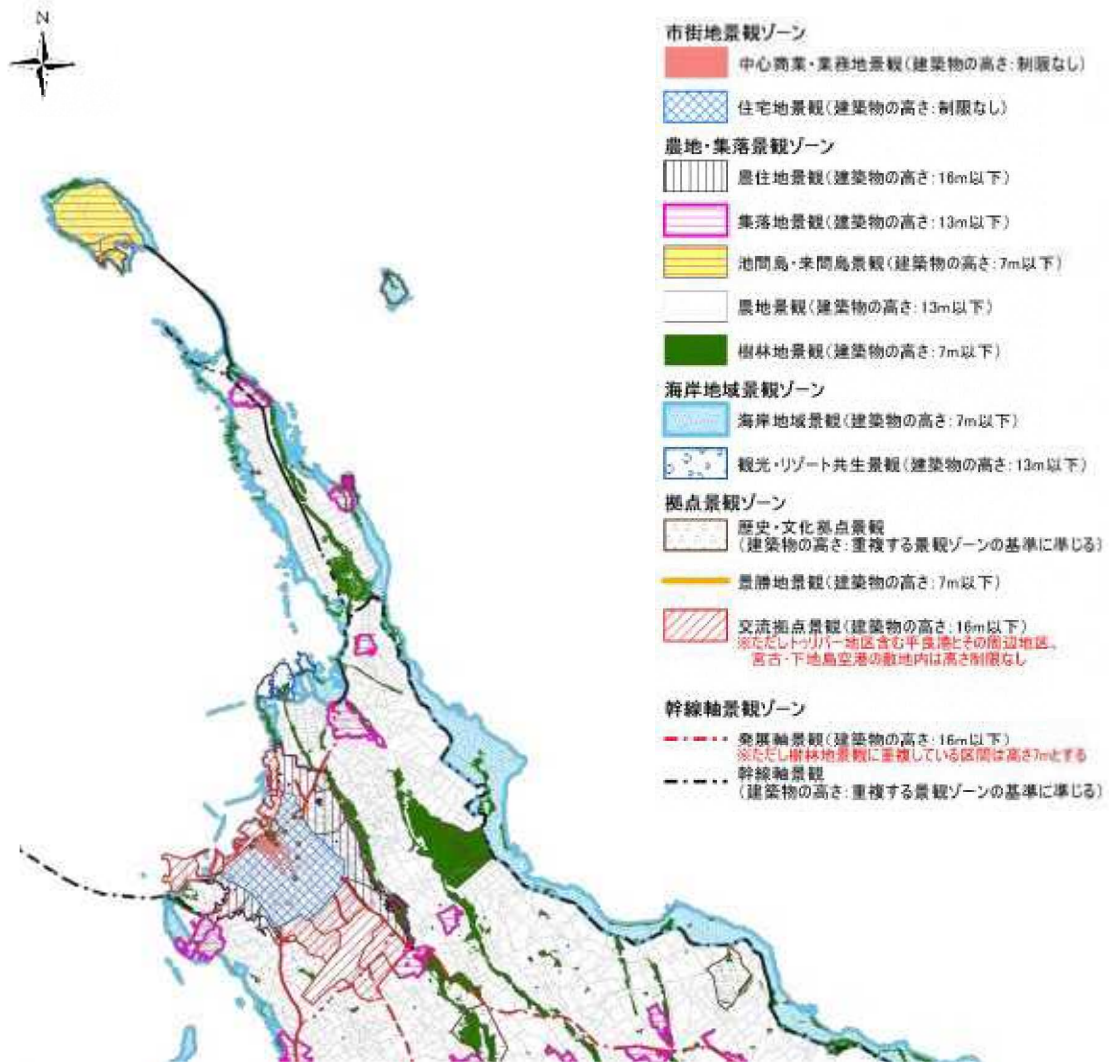 N
市街地景観ゾーン
中心商業・業務地景観(建築物の高さ:制限なし)
住宅地景観(建築物の高さ:制限なし)
農地・集落景観ゾーン
農住地景観(建築物の高さ:16m以下)
集落地景観(建築物の高さ:13m以下)
池間島・来間島景観(建築物の高さ:7m以下)
農地景観(建築物の高さ:13m以下)
樹林地景観(建築物の高さ:7m以下)
海岸地域景観ゾーン
海岸地域景観(建築物の高さ:7m以下)
観光・リゾート共生景観(建築物の高さ:13m以下)
拠点景観ゾーン
歴史・文化拠点景観
(建築物の高さ:重複する景観ゾーンの基準に準じる)
景勝地景観(建築物の高さ:7m以下)
交流拠点景観(建築物の高さ:16m以下)
※ただしトゥリバー地区含む平良港とその周辺地区、
宮古・下地島空港の敷地内は高さ制限なし
幹線軸景観ゾーン
発展軸景観(建築物の高さ:16m以下)
※ただし樹林地景観に重複している区間は高さ7mとする
幹線軸景観
(建築物の高さ:重複する景観ゾーンの基準に準じる)